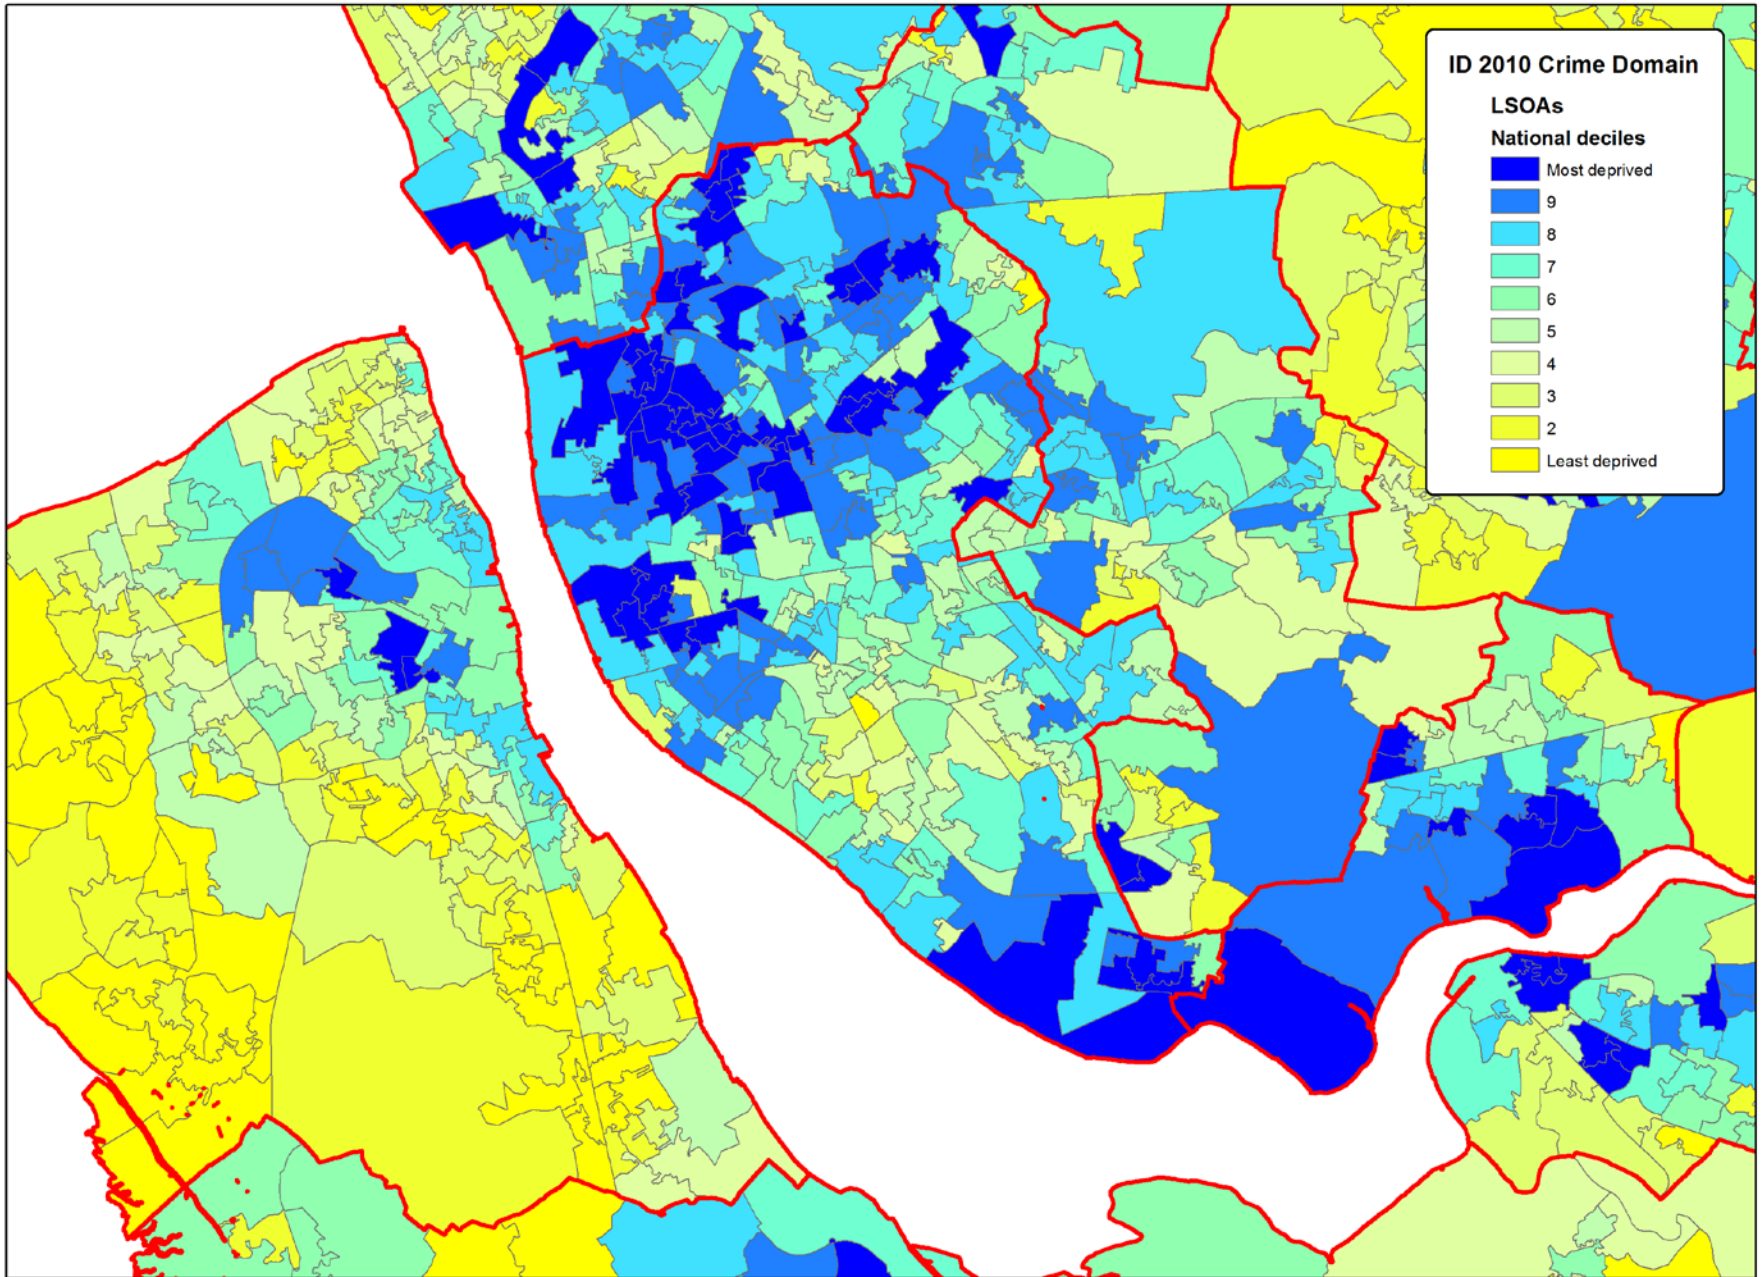 ID 2010 Crime Domain
LSOAs
National deciles
Most deprived
9
8
7
6
5
4
3
2
Least deprived